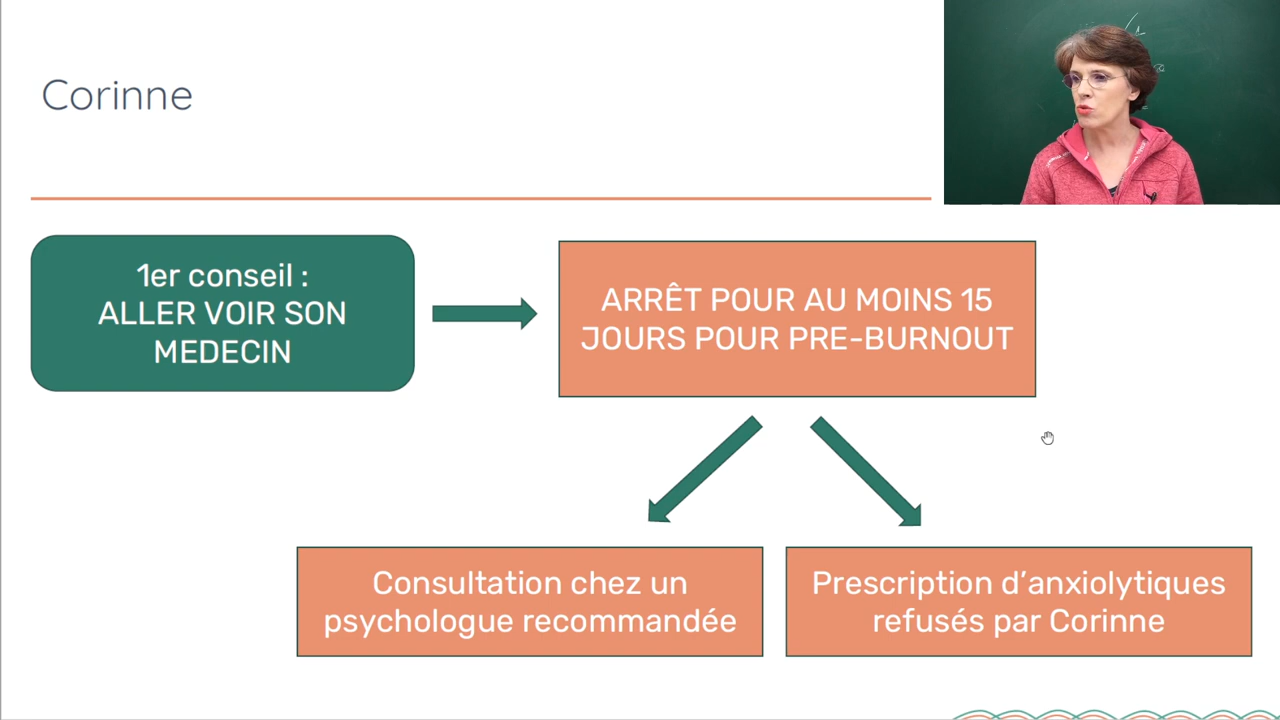 Corinne
1er conseil :
ALLER VOIR SON
MEDECIN
ARRÊT POUR AU MOINS 15
JOURS POUR PRE-BURNOUT
Consultation chez un
psychologue recommandée
Prescription d’anxiolytiques
refusés par Corinne